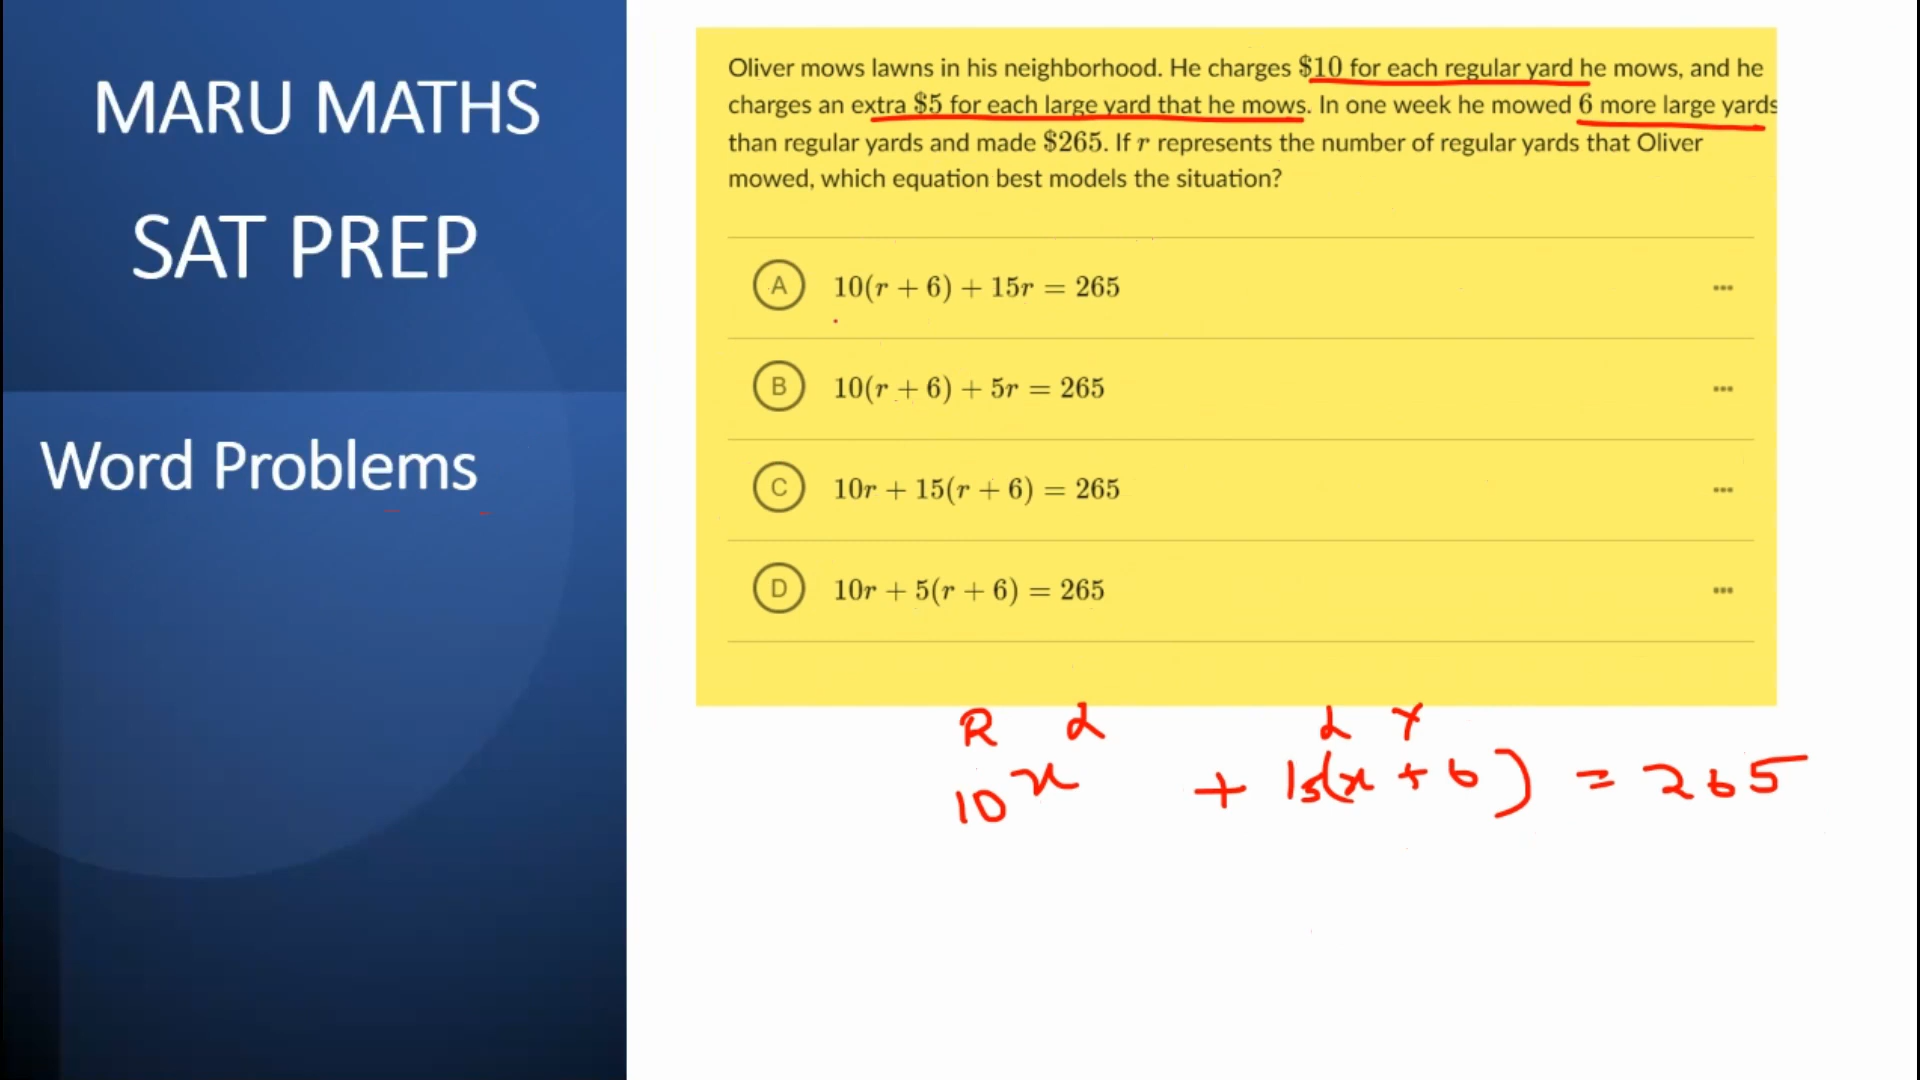 MARU MATHS
SAT PREP
Word Problems
Oliver mows lawns in his neighborhood. He charges $10 for each regular yard he mows, and he
charges an extra $5 for each large yard that he mows. In one week he mowed 6 more large yards
than regular yards and made $265. If r represents the number of regular yards that Oliver
mowed, which equation best models the situation?
A 10(r + 6) + 15r = 265
B 10(r + 6) + 5r = 265
C 10r + 15(r + 6) = 265
D 10r + 5(r + 6) = 265
R L L Y
10x + 15(x + 6) = 265